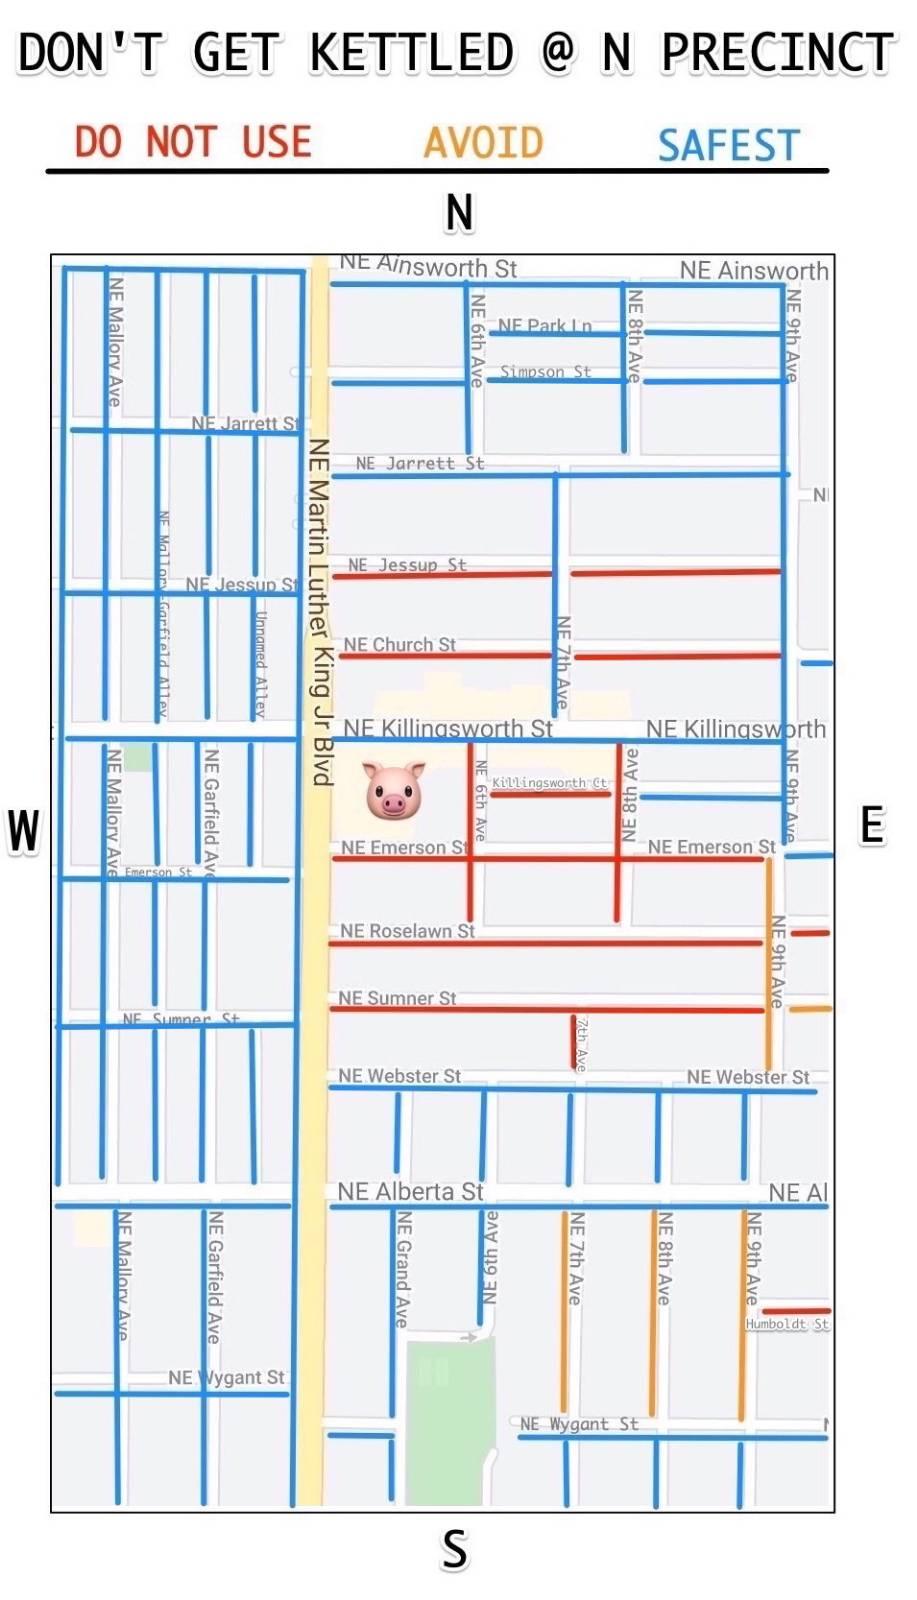 DON'T GET KETTLED @ N PRECINCT
DO NOT USE
AVOID
SAFEST
N
NE Ainsworth St
NE Ainsworth
NE Mallory Ave
NE 6th Ave
NE Park Ln
NE 8th Ave
NE 9th Ave
Simpson St
NE Jarrett St
NE Jarrett St
NE Martin Luther King Jr Blvd
N
NE Mallory-Garfield Alley
NE Jessup St
NE Jessup St
Unnamed Alley
NE Church St
NE 7th Ave
NE Killingsworth St
NE Killingsworth
NE Mallory Ave
NE Garfield Ave
NE 6th Ave
Killingsworth Ct
NE 8th Ave
NE 9th Ave
W
E
NE Emerson St
NE Emerson St
Emerson St
NE Roselawn St
NE 9th Ave
NE Sumner St
NE Sumner St
7th Ave
NE Webster St
NE Webster St
NE Alberta St
NE Al
NE Mallory Ave
NE Garfield Ave
NE Grand Ave
NE 6th Ave
NE 7th Ave
NE 8th Ave
NE 9th Ave
Humboldt St
NE Wygant St
NE Wygant St
S